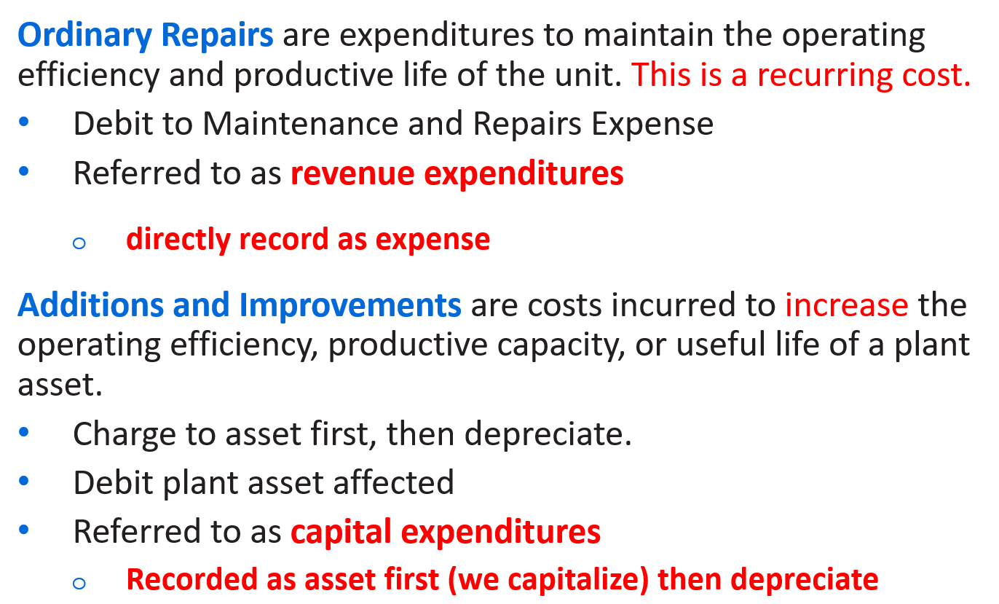 Ordinary Repairs are expenditures to maintain the operating
efficiency and productive life of the unit. This is a recurring cost.
• Debit to Maintenance and Repairs Expense
• Referred to as revenue expenditures
o directly record as expense
Additions and Improvements are costs incurred to increase the
operating efficiency, productive capacity, or useful life of a plant
asset.
• Charge to asset first, then depreciate.
• Debit plant asset affected
• Referred to as capital expenditures
o Recorded as asset first (we capitalize) then depreciate